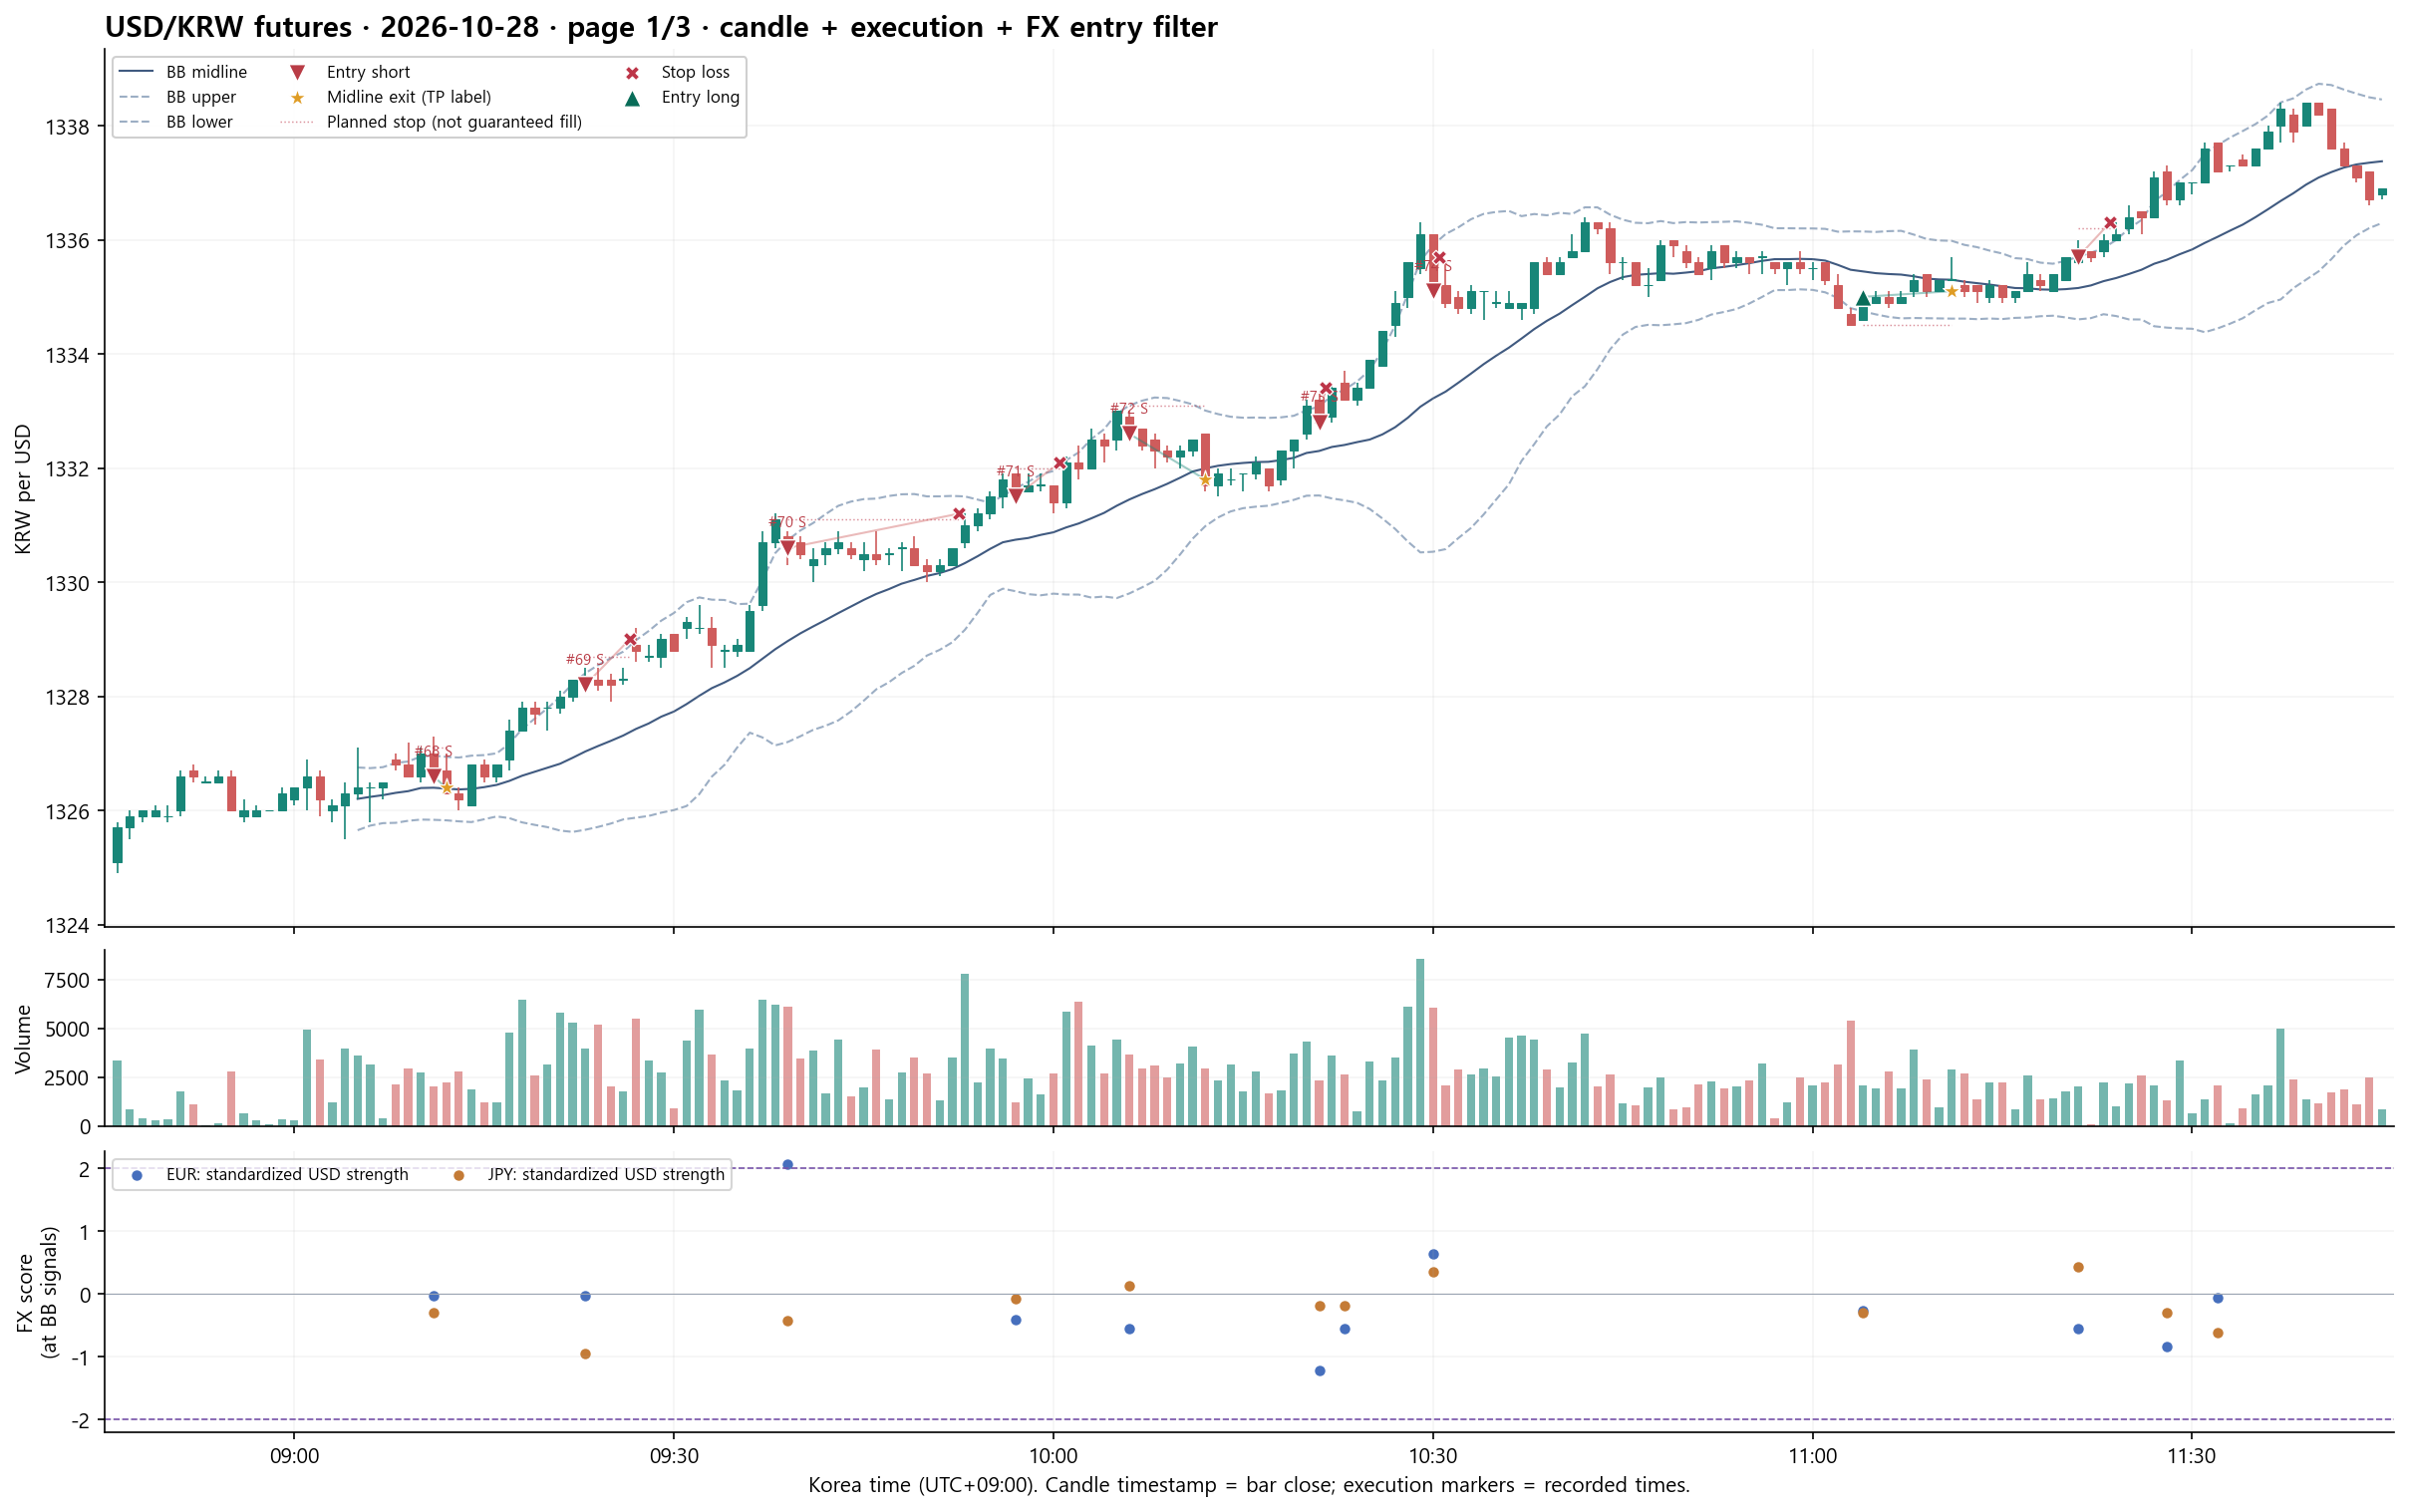 USD/KRW futures · 2026-10-28 · page 1/3 · candle + execution + FX entry filter
BB midline
BB upper
BB lower
Entry short
Midline exit (TP label)
Planned stop (not guaranteed fill)
Stop loss
Entry long
KRW per USD
1338
1336
1334
1332
1330
1328
1326
1324
#68 S
#69 S
#70 S
#71 S
#72 S
Volume
7500
5000
2500
0
EUR: standardized USD strength
JPY: standardized USD strength
FX score
(at BB signals)
2
1
0
-1
-2
09:00
09:30
10:00
10:30
11:00
11:30
Korea time (UTC+09:00). Candle timestamp = bar close; execution markers = recorded times.